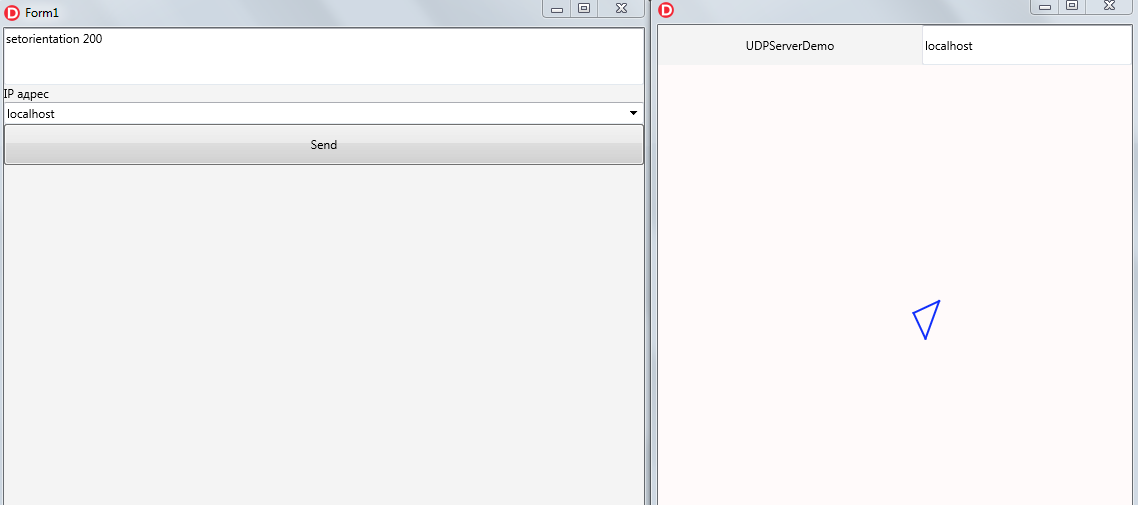 Form1
setorientation 200
IP адрес
localhost
Send
UDPServerDemo
localhost